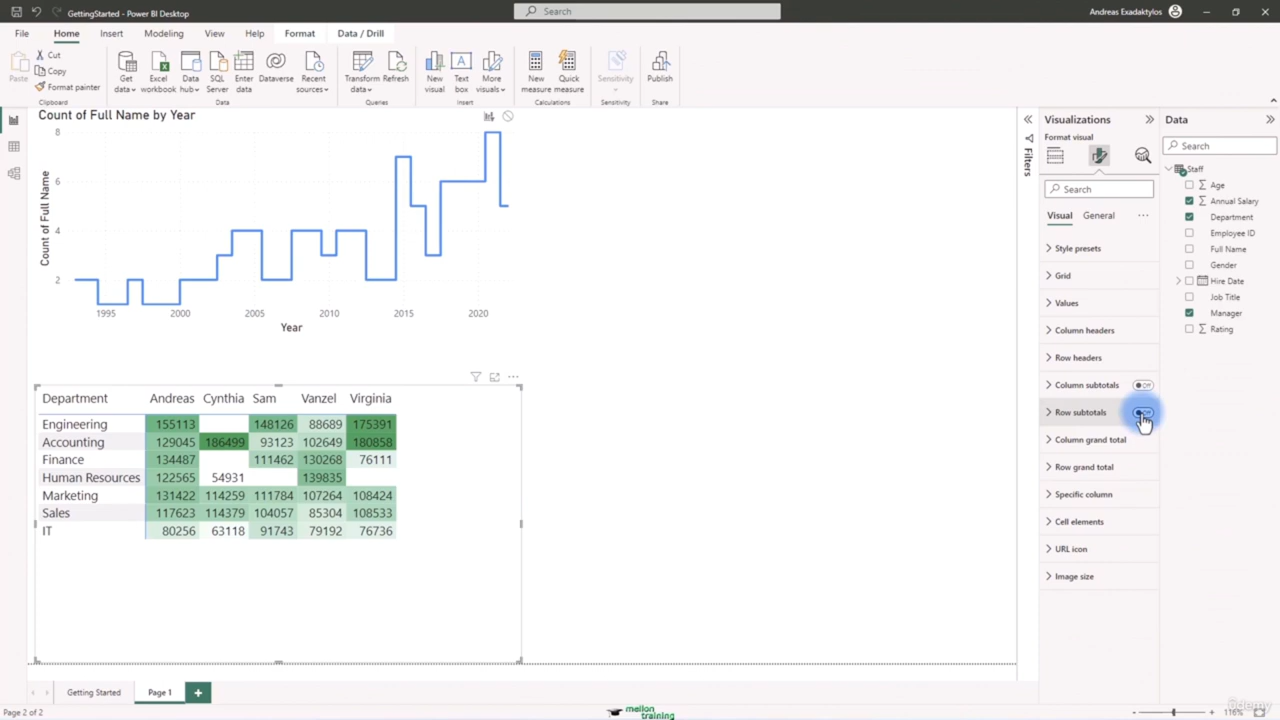 GettingStarted - Power BI Desktop
Search
Andreas Exadaktylos
File Home Insert Modeling View Help Format Data / Drill
Paste
Cut
Copy
Format painter
Clipboard
Get data
Excel workbook
Data hub
SQL Server
Enter data
Dataverse
Recent sources
Data
Transform data
Refresh
Queries
New visual
Text box
More visuals
Insert
New measure
Quick measure
Calculations
Sensitivity
Sensitivity
Publish
Share
Count of Full Name by Year
8
6
4
2
Count of Full Name
1995 2000 2005 2010 2015 2020
Year
Department Andreas Cynthia Sam Vanzel Virginia
Engineering 155113 148126 88689 175391
Accounting 129045 186499 93123 102649 180858
Finance 134487 111462 130268 76111
Human Resources 122565 54931 139835
Marketing 131422 114259 111784 107264 108424
Sales 117623 114379 104057 85304 108533
IT 80256 63118 91743 79192 76736
Filters
Visualizations
Format visual
Search
Visual General
Style presets
Grid
Values
Column headers
Row headers
Column subtotals Off
Row subtotals Off
Column grand total
Row grand total
Specific column
Cell elements
URL icon
Image size
Data
Search
Staff
Age
Annual Salary
Department
Employee ID
Full Name
Gender
Hire Date
Job Title
Manager
Rating
Getting Started Page 1
Page 2 of 2
mellon training
116%
udemy